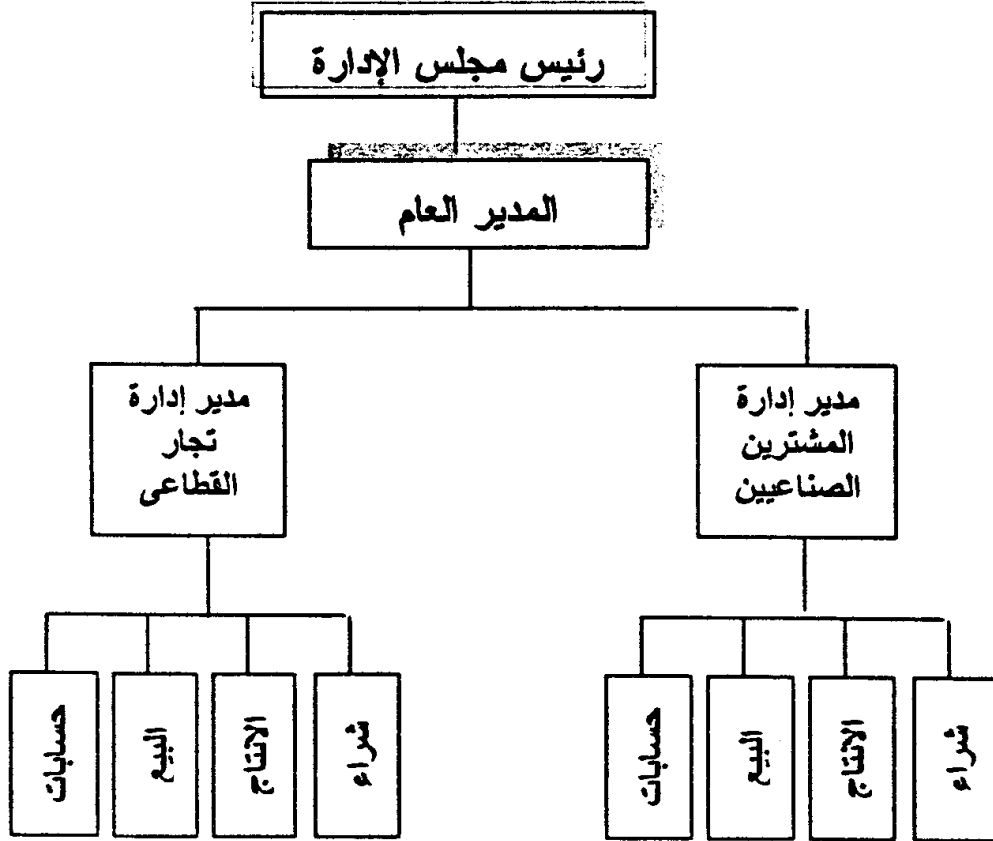 رئيس مجلس الإدارة
المدير العام
مدير إدارة
المشترين
الصناعيين
مدير إدارة
تجار
القطاعى
شراء
الانتاج
البيع
حسابات
شراء
الانتاج
البيع
حسابات